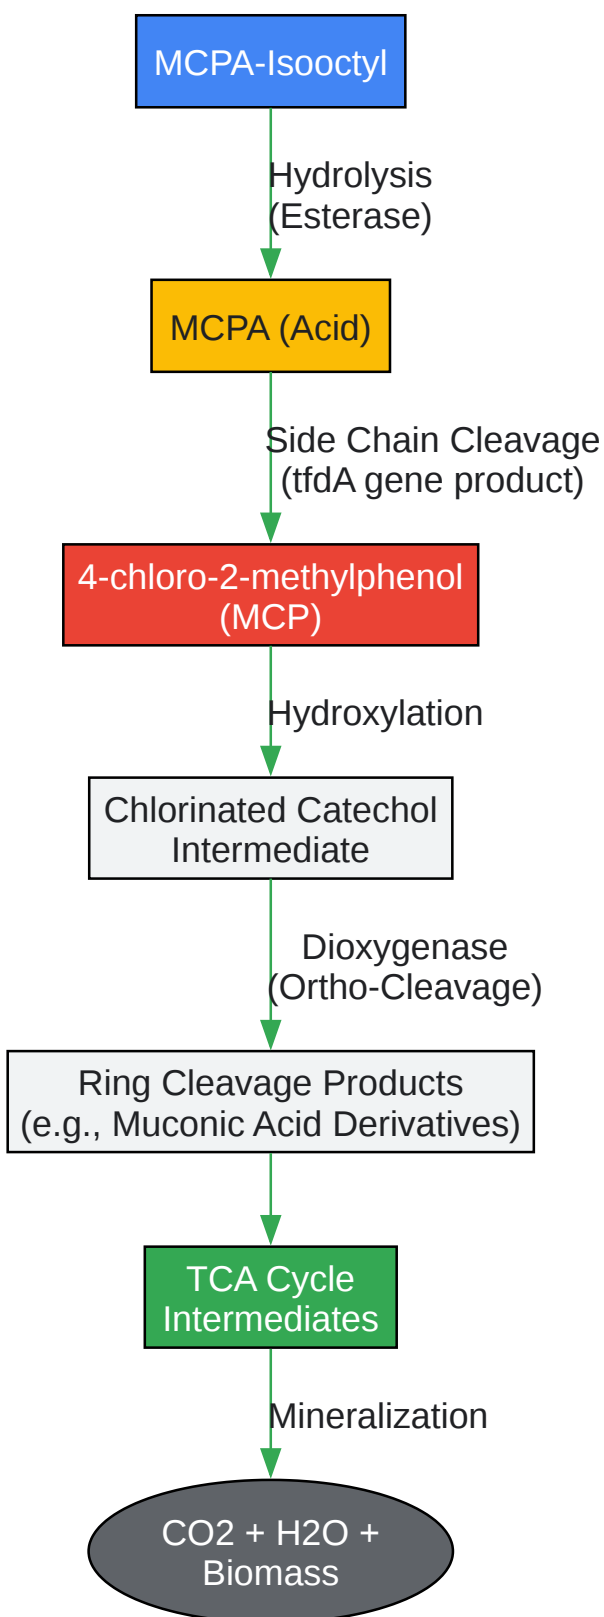 MCPA-Isooctyl
Hydrolysis
(Esterase)
MCPA (Acid)
Side Chain Cleavage
(tfdA gene product)
4-chloro-2-methylphenol
(MCP)
Hydroxylation
Chlorinated Catechol
Intermediate
Dioxygenase
(Ortho-Cleavage)
Ring Cleavage Products
(e.g., Muconic Acid Derivatives)
TCA Cycle
Intermediates
Mineralization
CO2 + H2O +
Biomass